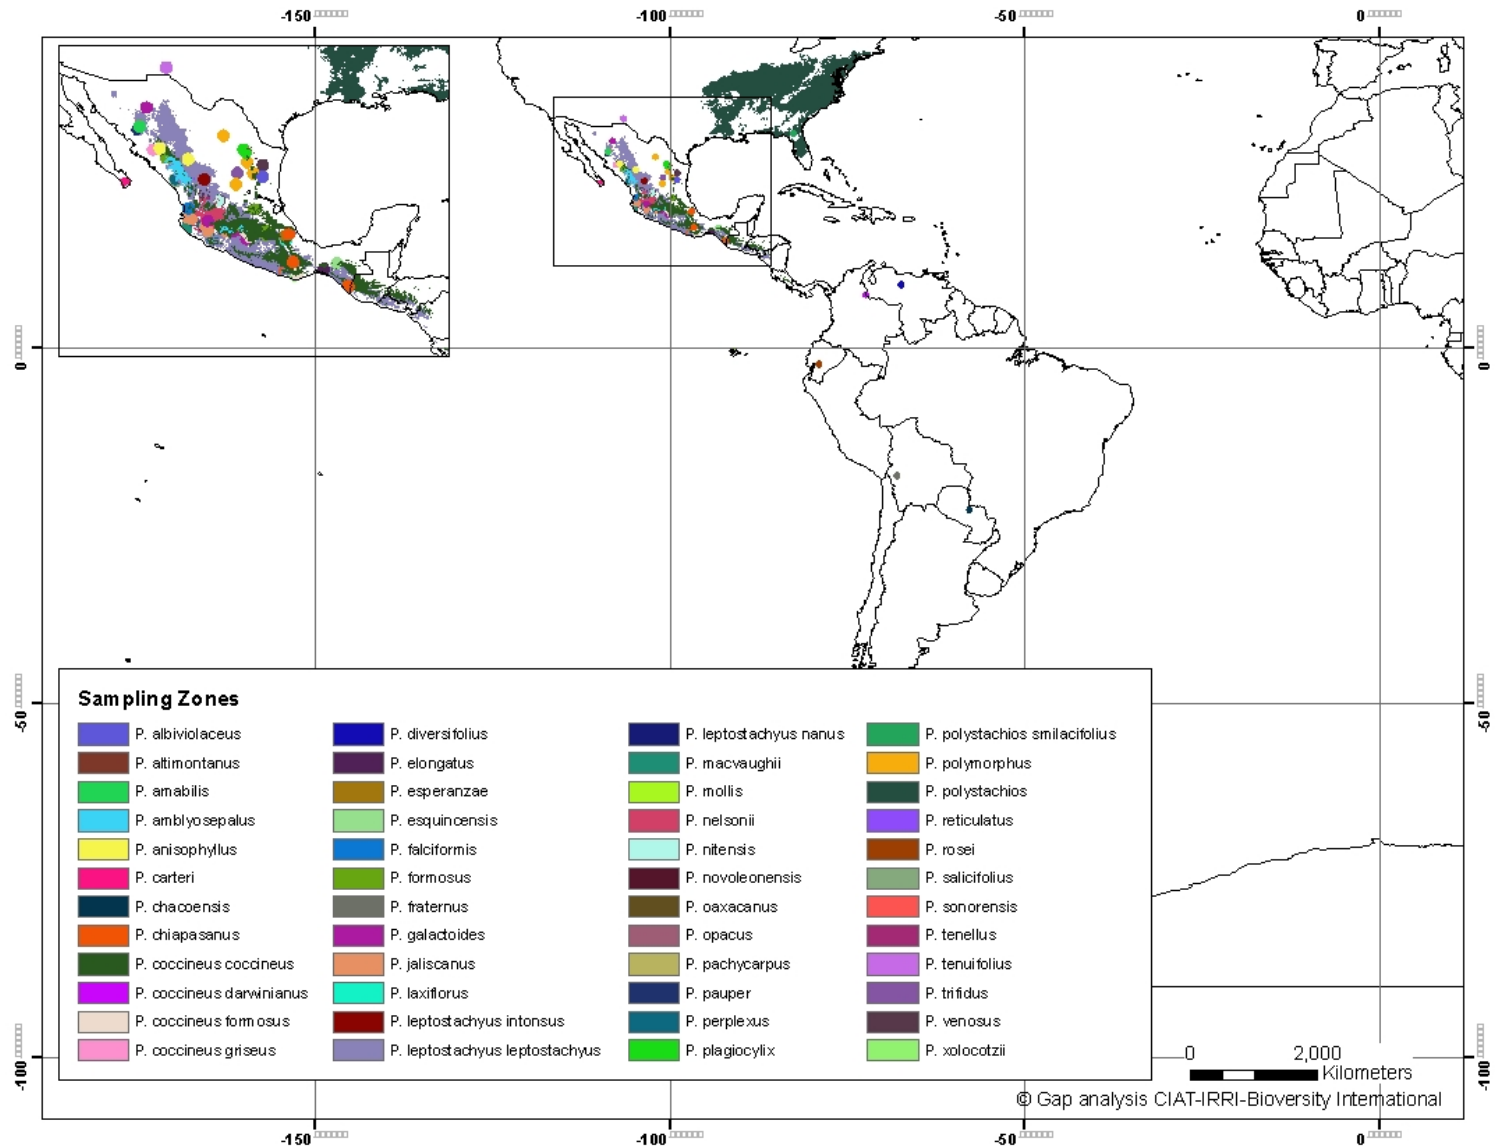 -150 -100 -50 0
0 0
-50 -50
-100 -100
Sampling Zones
P. albiviolaceus P. diversifolius P. leptostachyus nanus P. polystachios smilacifolius
P. altimontanus P. elongatus P. macvaughii P. polymorphus
P. amabilis P. esperanzae P. mollis P. polystachios
P. amblyosepalus P. esquincensis P. nelsonii P. reticulatus
P. anisophyllus P. falciformis P. nitensis P. rosei
P. carteri P. formosus P. novoleonensis P. salicifolius
P. chacoensis P. fraternus P. oaxacanus P. sonorensis
P. chiapasanus P. galactoides P. opacus P. tenellus
P. coccineus coccineus P. jaliscanus P. pachycarpus P. tenuifolius
P. coccineus darwinianus P. laxiflorus P. pauper P. trifidus
P. coccineus formosus P. leptostachyus intonsus P. perplexus P. venosus
P. coccineus griseus P. leptostachyus leptostachyus P. plagiocylix P. xolocotzii
0 2,000
Kilometers
© Gap analysis CIAT-IRRI-Bioversity International
-150 -100 -50 0